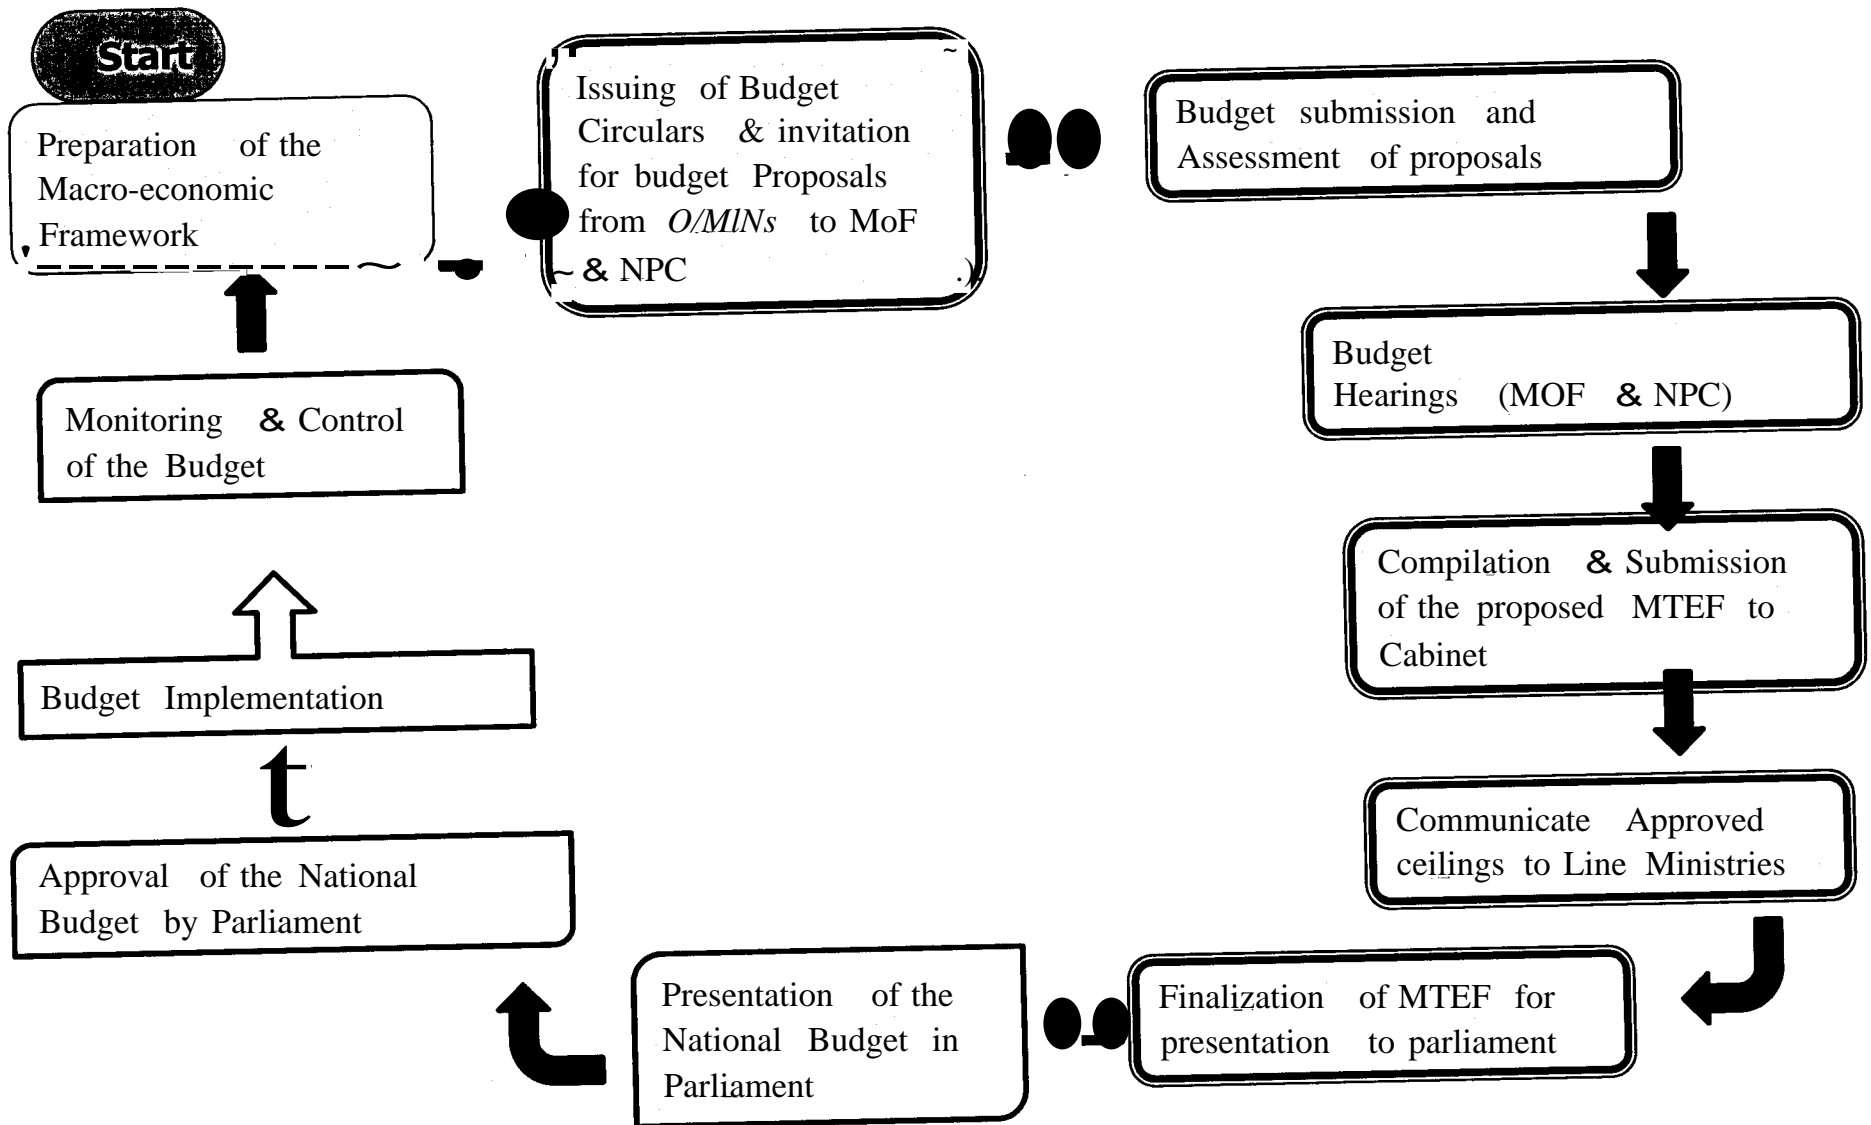 Start
Preparation of the
Macro-economic
Framework
Issuing of Budget
Circulars & invitation
for budget Proposals
from O/MlNs to MoF
& NPC
Budget submission and
Assessment of proposals
Budget
Hearings (MOF & NPC)
Compilation & Submission
of the proposed MTEF to
Cabinet
Communicate Approved
ceilings to Line Ministries
Finalization of MTEF for
presentation to parliament
Presentation of the
National Budget in
Parliament
Approval of the National
Budget by Parliament
t
Budget Implementation
Monitoring & Control
of the Budget